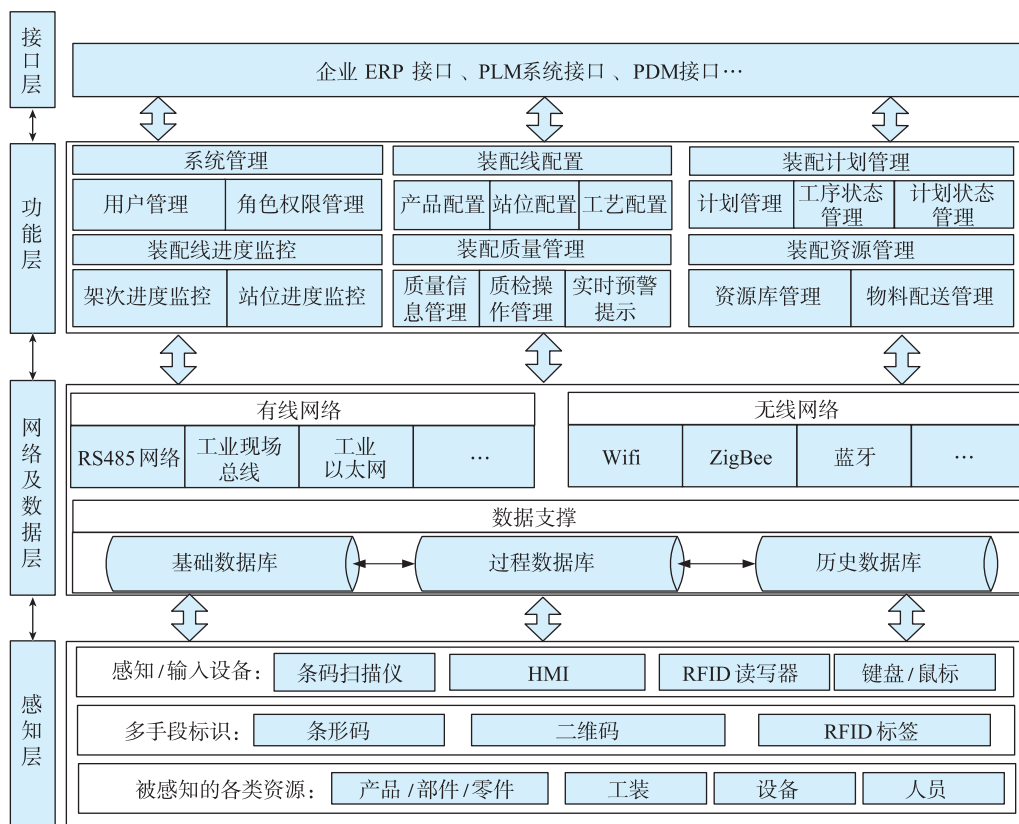 接口层
企业 ERP 接口 、PLM系统接口 、PDM接口…
功能层
系统管理
用户管理
角色权限管理
装配线配置
产品配置
站位配置
工艺配置
装配计划管理
计划管理
工序状态
管理
计划状态
管理
装配线进度监控
架次进度监控
站位进度监控
装配质量管理
质量信
息管理
质检操
作管理
实时预警
提示
装配资源管理
资源库管理
物料配送管理
网络及数据层
有线网络
RS485 网络
工业现场
总线
工业
以太网
…
无线网络
Wifi
ZigBee
蓝牙
…
数据支撑
基础数据库
过程数据库
历史数据库
感知层
感知/输入设备:
条码扫描仪
HMI
RFID 读写器
键盘/鼠标
多手段标识:
条形码
二维码
RFID 标签
被感知的各类资源:
产品/部件/零件
工装
设备
人员